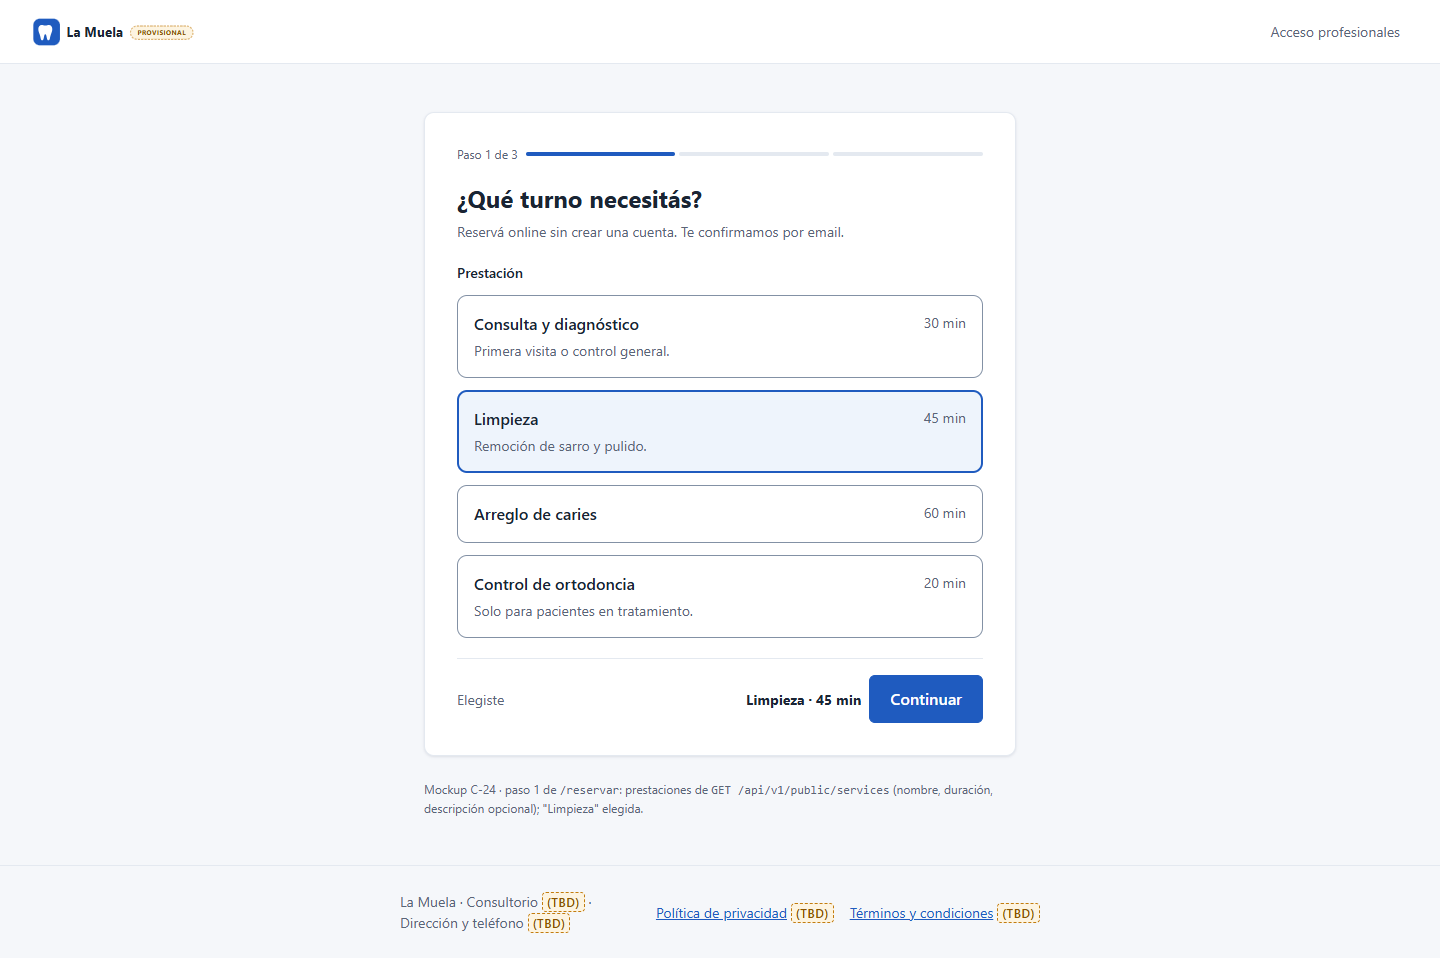 La Muela PROVISIONAL
Acceso profesionales
Paso 1 de 3
¿Qué turno necesitás?
Reservá online sin crear una cuenta. Te confirmamos por email.
Prestación
Consulta y diagnóstico 30 min
Primera visita o control general.
Limpieza 45 min
Remoción de sarro y pulido.
Arreglo de caries 60 min
Control de ortodoncia 20 min
Solo para pacientes en tratamiento.
Elegiste Limpieza · 45 min Continuar
Mockup C-24 · paso 1 de /reservar: prestaciones de GET /api/v1/public/services (nombre, duración,
descripción opcional); "Limpieza" elegida.
La Muela · Consultorio (TBD) ·
Dirección y teléfono (TBD)
Política de privacidad (TBD) Términos y condiciones (TBD)